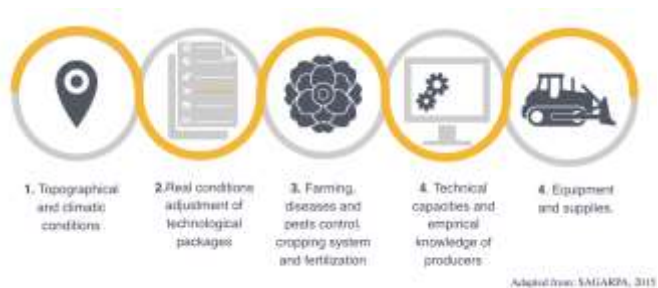 1. Topographical
and climatic
conditions
2.Real conditions
adjustment of
technological
packages
3. Farming,
diseases and
pests control,
cropping system
and fertilization
4. Technical
capacities and
empirical
knowledge of
producers
4. Equipment
and supplies.
Adapted from: SAGARPA, 2015